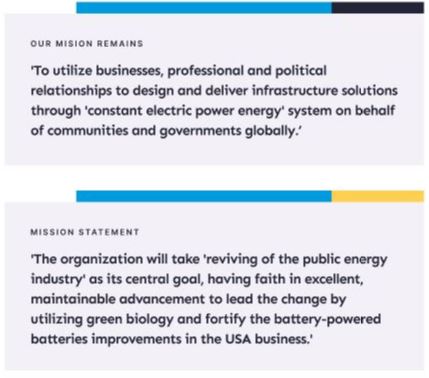 OUR MISION REMAINS
'To utilize businesses, professional and political
relationships to design and deliver infrastructure solutions
through 'constant electric power energy' system on behalf
of communities and governments globally.'
MISSION STATEMENT
'The organization will take 'reviving of the public energy
industry' as its central goal, having faith in excellent,
maintainable advancement to lead the change by
utilizing green biology and fortify the battery-powered
batteries improvements in the USA business.'